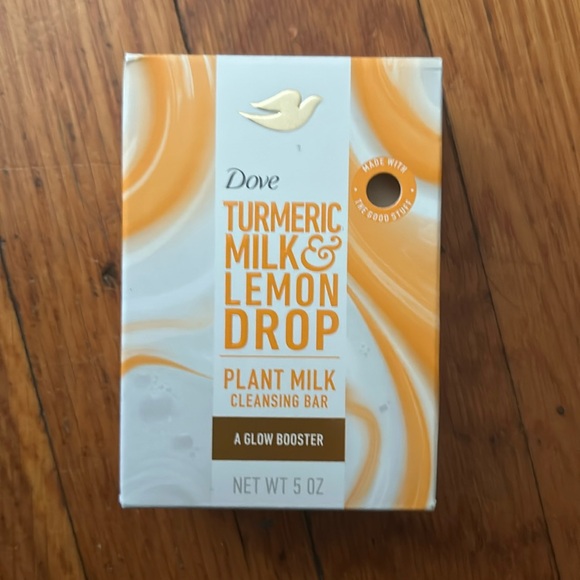 Dove
MADE WITH
THE GOOD STUFF
TURMERIC
MILK &
LEMON
DROP
PLANT MILK
CLEANSING BAR
A GLOW BOOSTER
NET WT 5 OZ